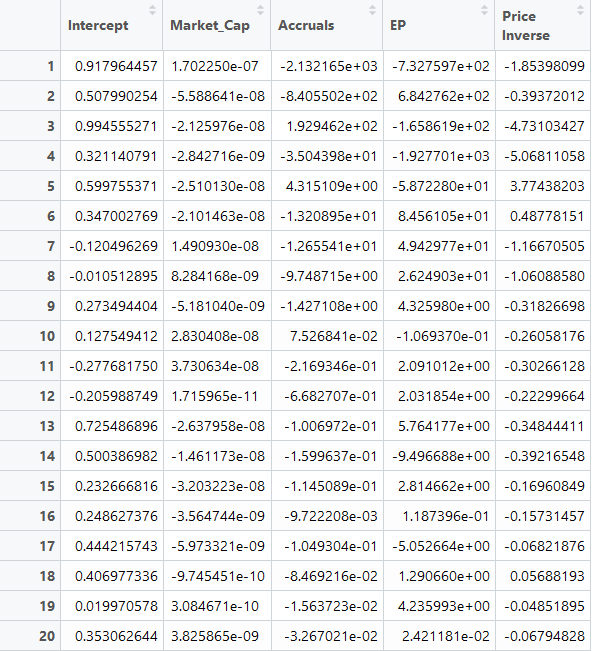 Intercept Market_Cap Accruals EP Price Inverse
1 0.917964457 1.702250e-07 -2.132165e+03 -7.327597e+02 -1.85398099
2 0.507990254 -5.588641e-08 -8.405502e+02 6.842762e+02 -0.39372012
3 0.994555271 -2.125976e-08 1.929462e+02 -1.658619e+02 -4.73103427
4 0.321140791 -2.842716e-09 -3.504398e+01 -1.927701e+03 -5.06811058
5 0.599755371 -2.510130e-08 4.315109e+00 -5.872280e+01 3.77438203
6 0.347002769 -2.101463e-08 -1.320895e+01 8.456105e+01 0.48778151
7 -0.120496269 1.490930e-08 -1.265541e+01 4.942977e+01 -1.16670505
8 -0.010512895 8.284168e-09 -9.748715e+00 2.624903e+01 -1.06088580
9 0.273494404 -5.181040e-09 -1.427108e+00 4.325980e+00 -0.31826698
10 0.127549412 2.830408e-08 7.526841e-02 -1.069370e-01 -0.26058176
11 -0.277681750 3.730634e-08 -2.169346e-01 2.091012e+00 -0.30266128
12 -0.205988749 1.715965e-11 -6.682707e-01 2.031854e+00 -0.22299664
13 0.725486896 -2.637958e-08 -1.006972e-01 5.764177e+00 -0.34844411
14 0.500386982 -1.461173e-08 -1.599637e-01 -9.496688e+00 -0.39216548
15 0.232666816 -3.203223e-08 -1.145089e-01 2.814662e+00 -0.16960849
16 0.248627376 -3.564744e-09 -9.722208e-03 1.187396e-01 -0.15731457
17 0.444215743 -5.973321e-09 -1.049304e-01 -5.052664e+00 -0.06821876
18 0.406977336 -9.745451e-10 -8.469216e-02 1.290660e+00 0.05688193
19 0.019970578 3.084671e-10 -1.563723e-02 4.235993e+00 -0.04851895
20 0.353062644 3.825865e-09 -3.267021e-02 2.421181e-02 -0.06794828